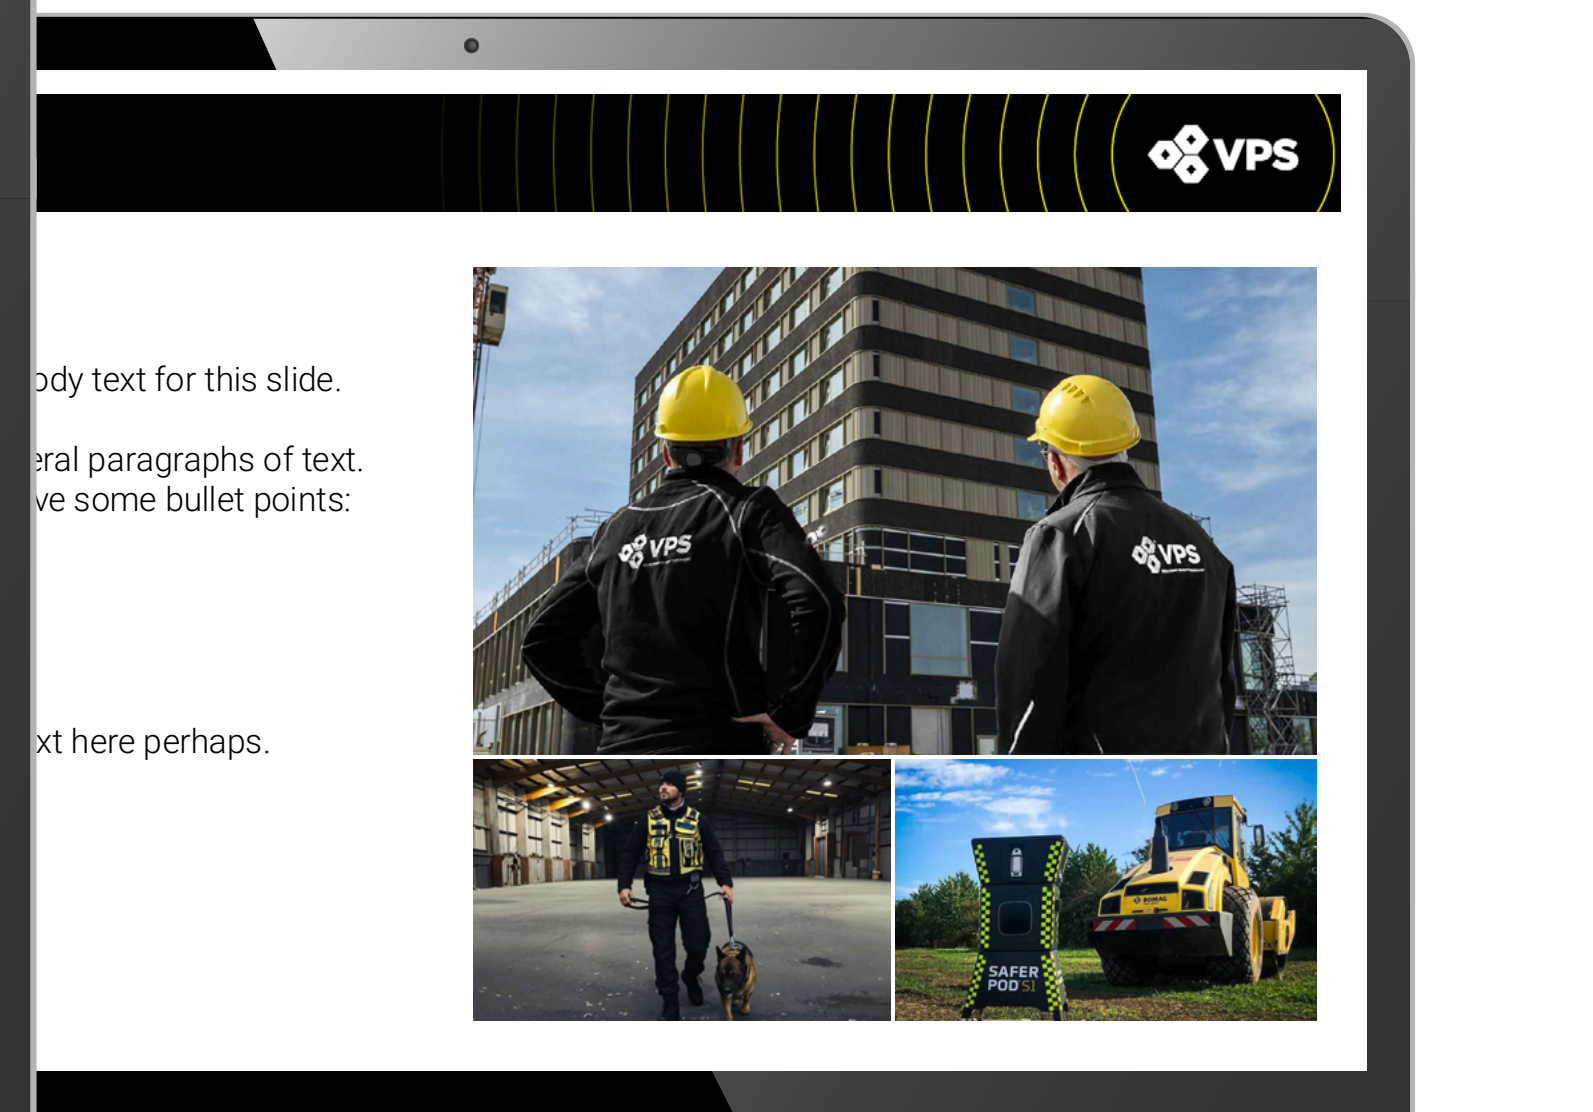 VPS
ody text for this slide.
eral paragraphs of text.
ve some bullet points:
xt here perhaps.
VPS
VPS
BOMAG
SAFER
POD S1